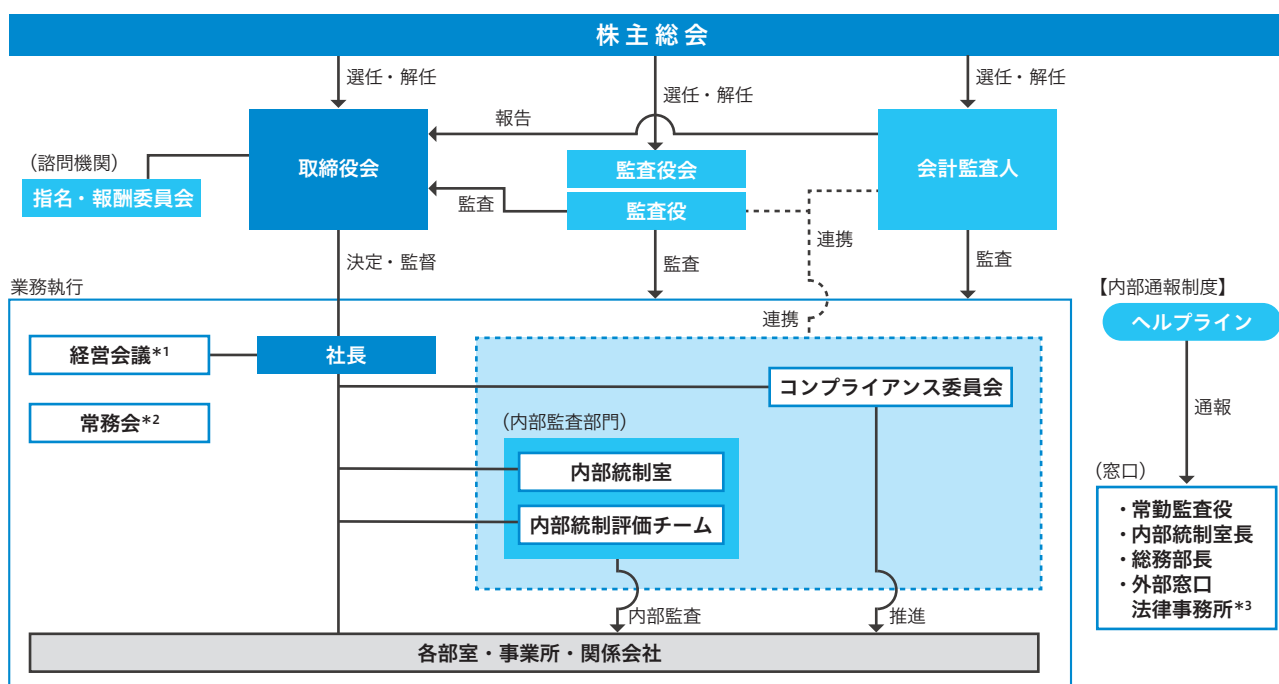 株主総会
選任・解任
選任・解任
選任・解任
報告
(諮問機関)
指名・報酬委員会
取締役会
監査役会
監査役
会計監査人
監査
連携
決定・監督
監査
監査
業務執行
連携
経営会議*1
社長
常務会*2
コンプライアンス委員会
(内部監査部門)
内部統制室
内部統制評価チーム
内部監査
推進
各部室・事業所・関係会社
【内部通報制度】
ヘルプライン
通報
(窓口)
・常勤監査役
・内部統制室長
・総務部長
・外部窓口
法律事務所*3